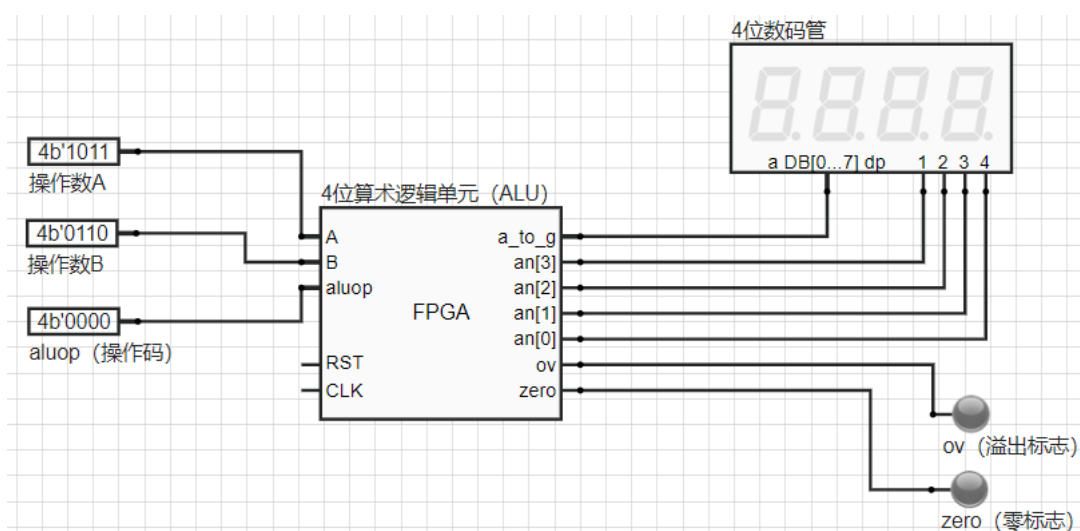 4位数码管
a DB[0...7] dp 1 2 3 4
4b'1011
操作数A
4b'0110
操作数B
4b'0000
aluop（操作码）
4位算术逻辑单元（ALU）
A
B
aluop
RST
CLK
FPGA
a_to_g
an[3]
an[2]
an[1]
an[0]
ov
zero
ov（溢出标志）
zero（零标志）